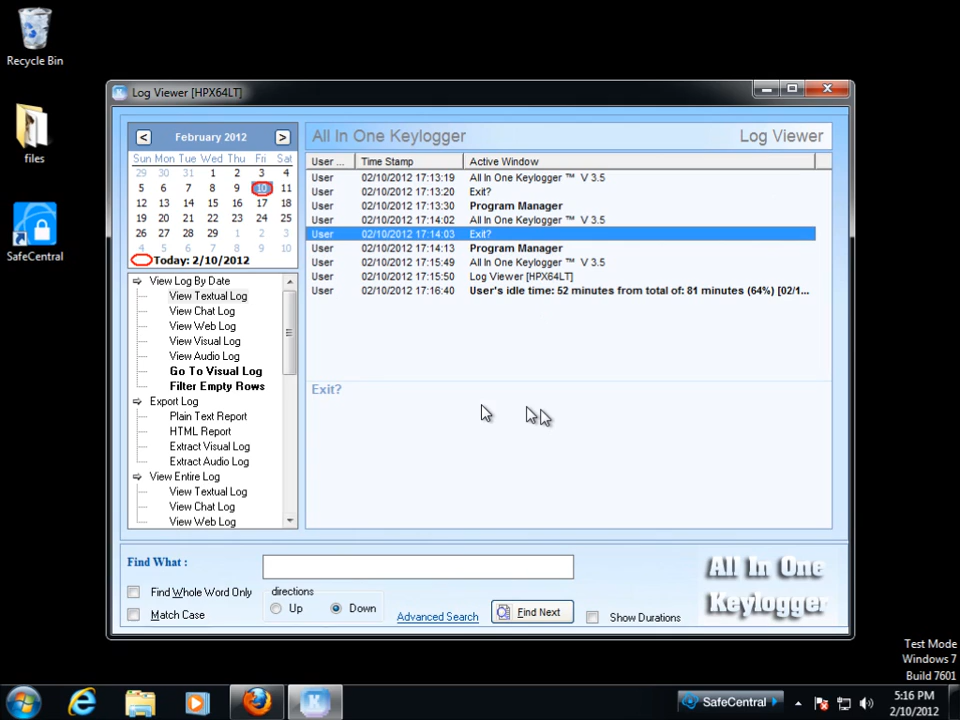 Recycle Bin
files
SafeCentral
Log Viewer [HPX64LT]
< February 2012 >
Sun Mon Tue Wed Thu Fri Sat
29 30 31 1 2 3 4
5 6 7 8 9 10 11
12 13 14 15 16 17 18
19 20 21 22 23 24 25
26 27 28 29 1 2 3
4 5 6 7 8 9 10
Today: 2/10/2012
View Log By Date
View Textual Log
View Chat Log
View Web Log
View Visual Log
View Audio Log
Go To Visual Log
Filter Empty Rows
Export Log
Plain Text Report
HTML Report
Extract Visual Log
Extract Audio Log
View Entire Log
View Textual Log
View Chat Log
View Web Log
All In One Keylogger Log Viewer
User ... Time Stamp Active Window
User 02/10/2012 17:13:19 All In One Keylogger ™ V 3.5
User 02/10/2012 17:13:20 Exit?
User 02/10/2012 17:13:30 Program Manager
User 02/10/2012 17:14:02 All In One Keylogger ™ V 3.5
User 02/10/2012 17:14:03 Exit?
User 02/10/2012 17:14:13 Program Manager
User 02/10/2012 17:15:49 All In One Keylogger ™ V 3.5
User 02/10/2012 17:15:50 Log Viewer [HPX64LT]
User 02/10/2012 17:16:40 User's idle time: 52 minutes from total of: 81 minutes (64%) [02/1...
Exit?
Find What :
Find Whole Word Only
Match Case
directions
Up Down
Advanced Search
Find Next
Show Durations
All In One
Keylogger
Test Mode
Windows 7
Build 7601
SafeCentral
5:16 PM
2/10/2012